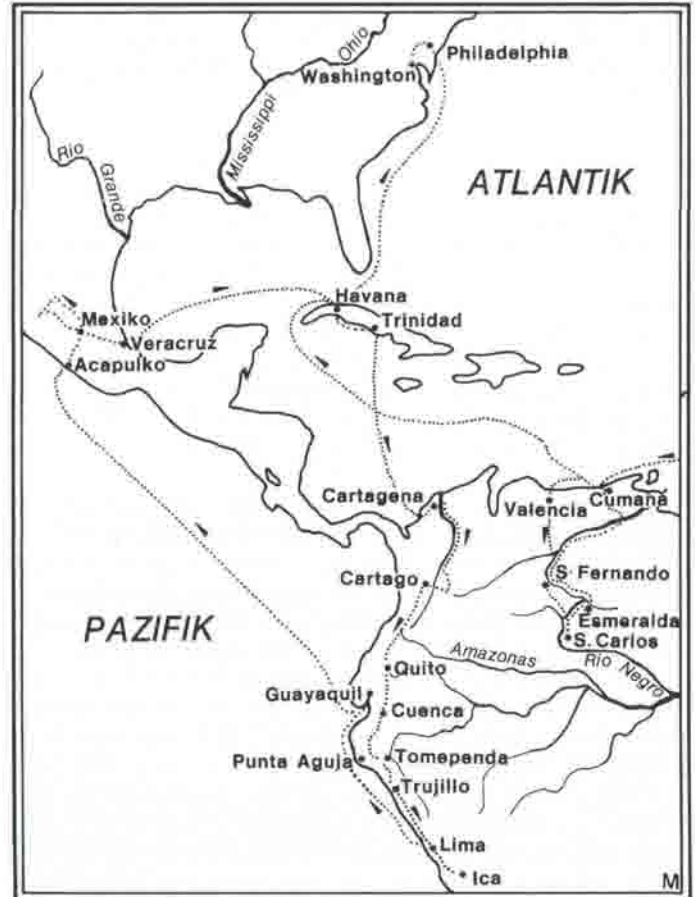 Ohio
Philadelphia
Washington
Mississippi
Rio
Grande
ATLANTIK
Havana
Mexiko
Trinidad
Veracruz
Acapulko
Cartagena
Valencia
Cumaná
Cartago
S. Fernando
Esmeralda
S. Carlos
PAZIFIK
Amazonas
Rio Negro
Quito
Guayaquil
Cuenca
Punta Aguja
Tomependa
Trujillo
Lima
Ica
M